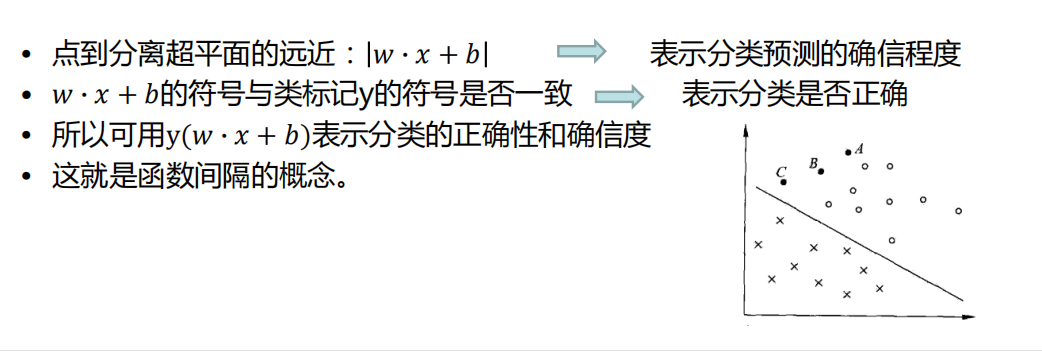 • 点到分离超平面的远近：|w · x + b| 表示分类预测的确信程度
• w · x + b的符号与类标记y的符号是否一致 表示分类是否正确
• 所以可用y(w · x + b)表示分类的正确性和确信度
• 这就是函数间隔的概念。
A
B
C